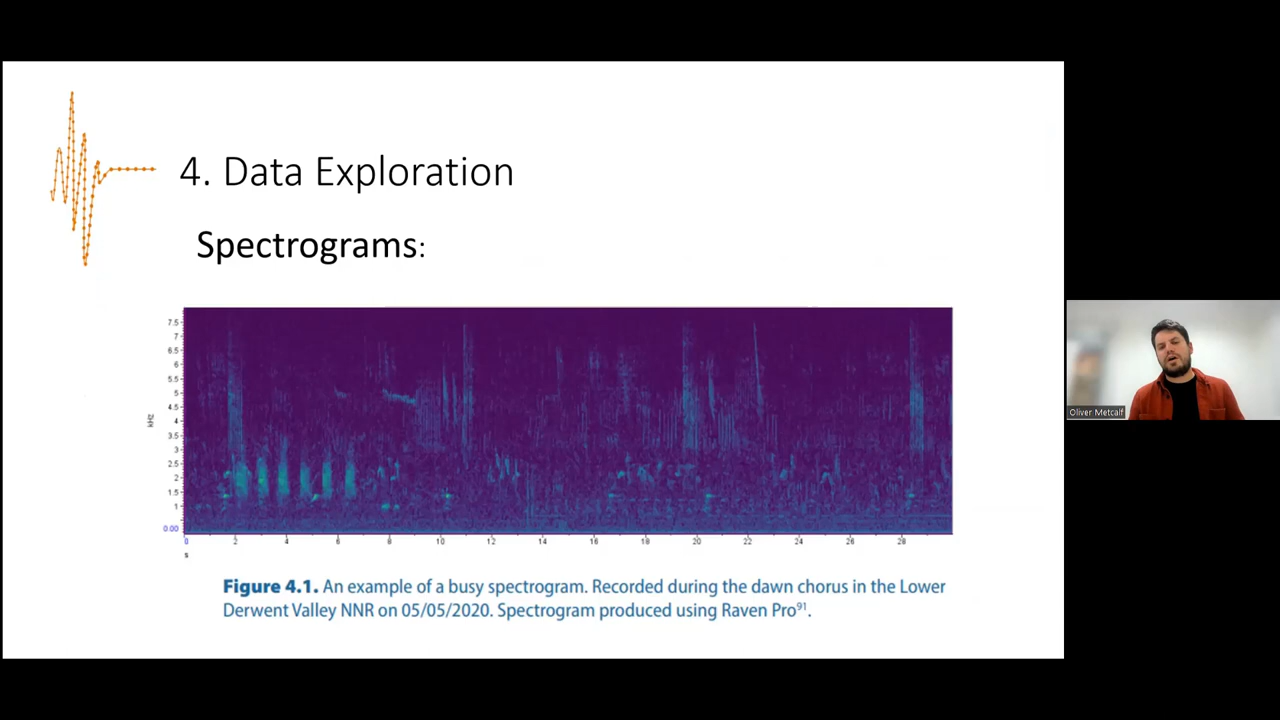 4. Data Exploration
Spectrograms:
7.5
7
6.5
6
5.5
5
4.5
4
3.5
3
2.5
2
1.5
1
0.00
kHz
0 2 4 6 8 10 12 14 16 18 20 22 24 26 28
s
Figure 4.1. An example of a busy spectrogram. Recorded during the dawn chorus in the Lower
Derwent Valley NNR on 05/05/2020. Spectrogram produced using Raven Pro⁹¹.
Oliver Metcalf